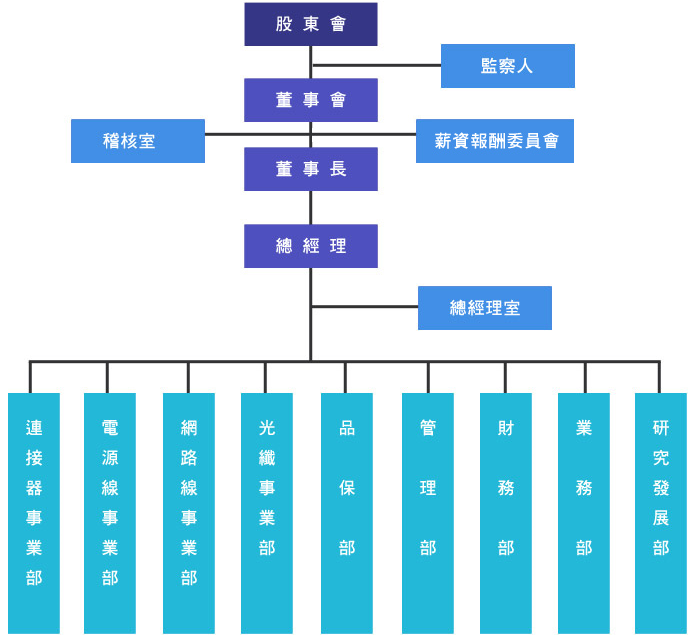 股東會
監察人
董事會
稽核室
薪資報酬委員會
董事長
總經理
總經理室
連接器事業部
電源線事業部
網路線事業部
光纖事業部
品保部
管理部
財務部
業務部
研究發展部